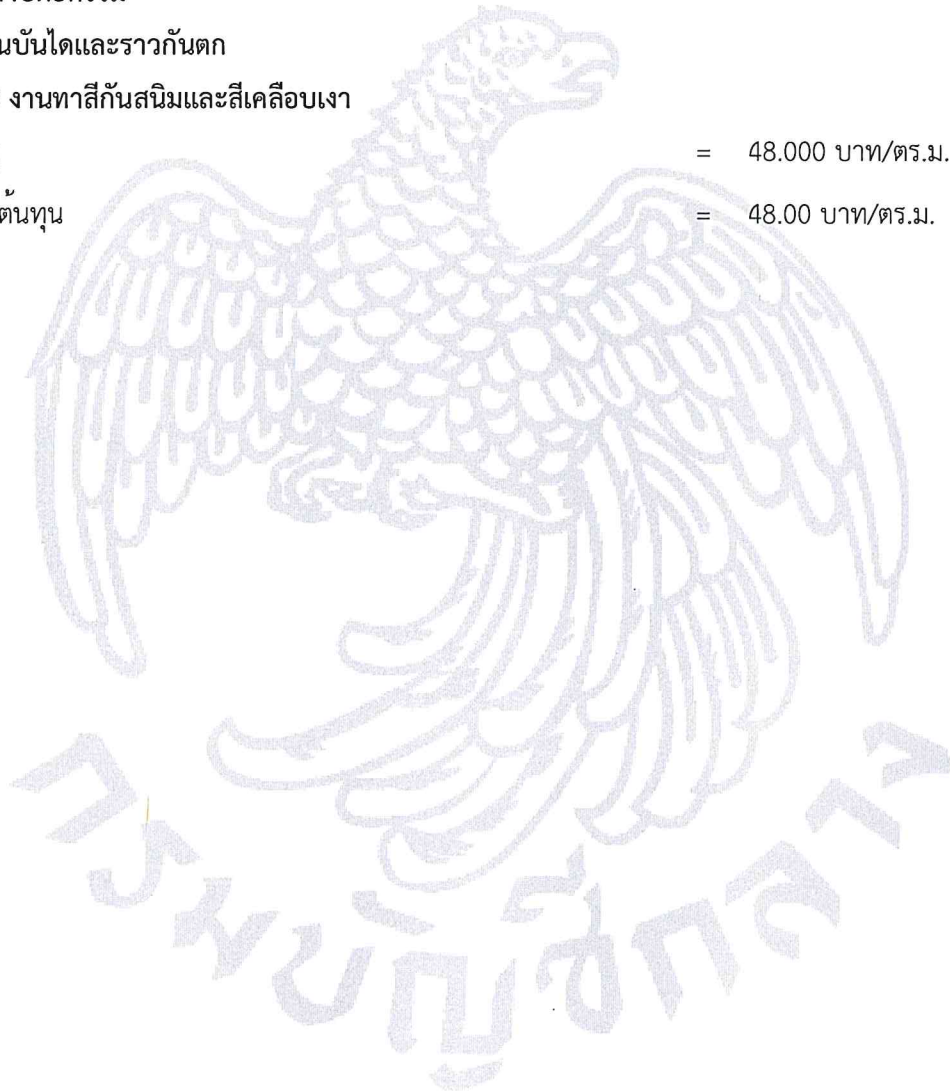 นบันไดและราวกันตก
งานทาสีกันสนิมและสีเคลือบเงา
= 48.000 บาท/ตร.ม.
ต้นทุน = 48.00 บาท/ตร.ม.
กรมบัญชีกลาง